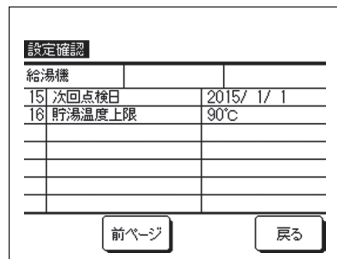 設定確認
給湯機
15 次回点検日 2015/ 1/ 1
16 貯湯温度上限 90℃
前ページ 戻る